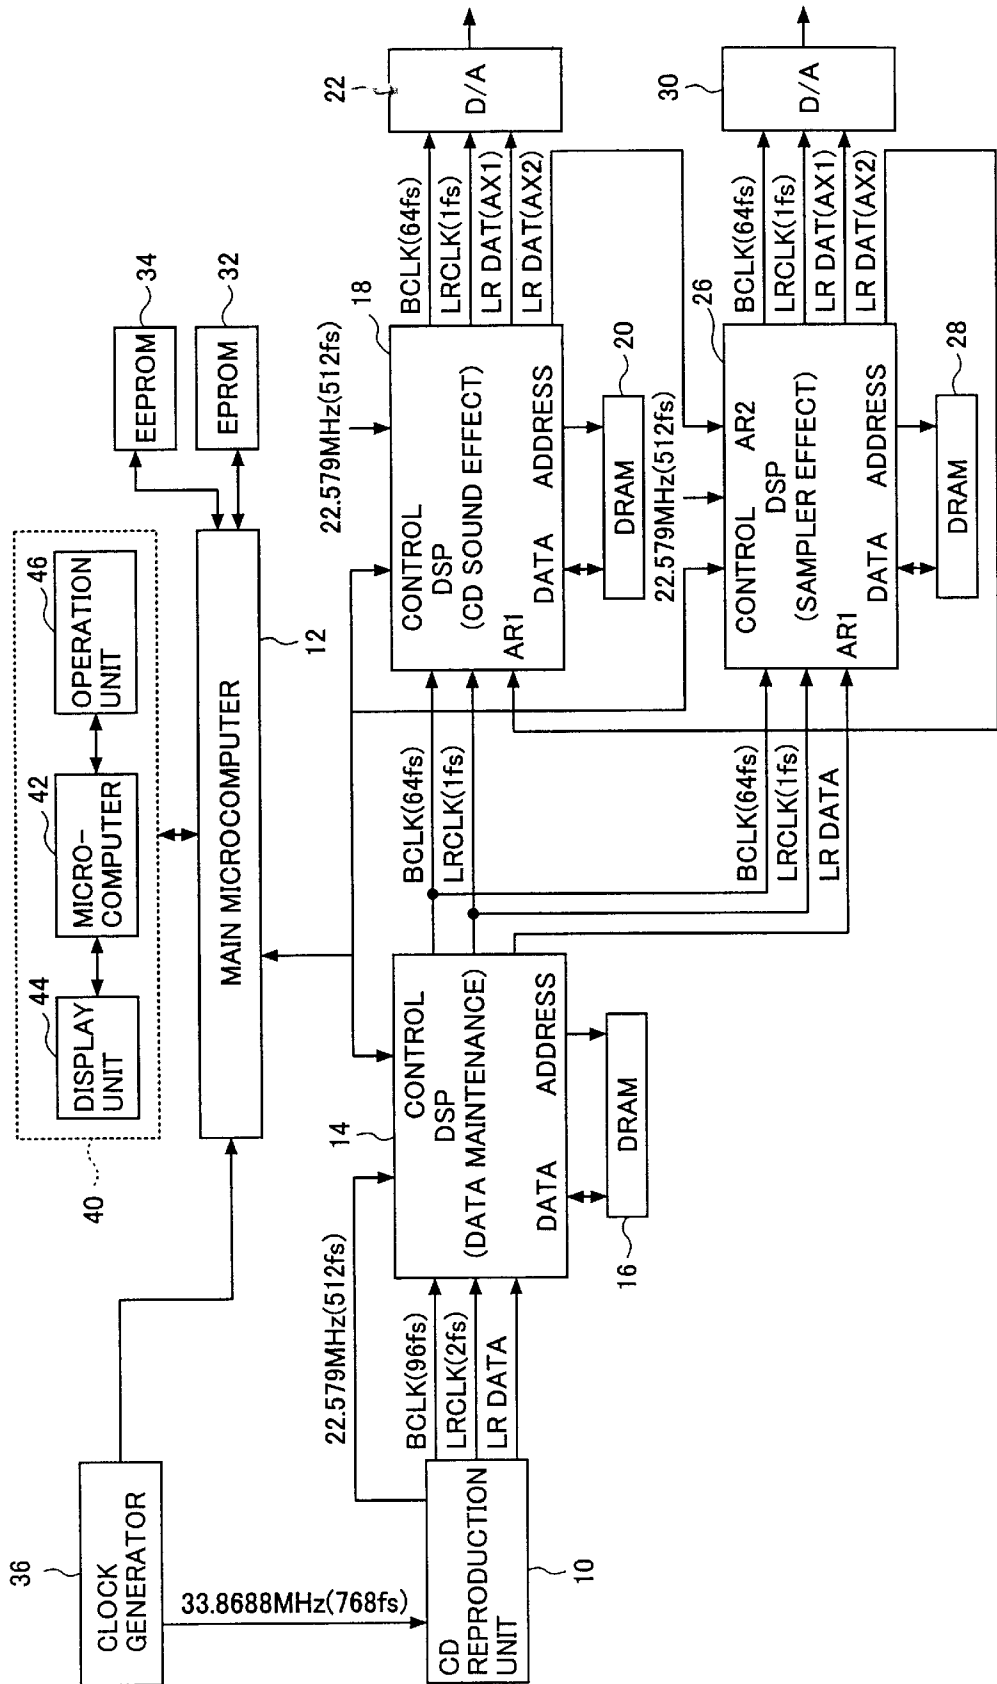 36
CLOCK
GENERATOR
33.8688MHz(768fs)
CD
REPRODUCTION
UNIT
10
22.579MHz(512fs)
BCLK(96fs)
LRCLK(2fs)
LR DATA
40
44
DISPLAY
UNIT
42
MICRO-
COMPUTER
46
OPERATION
UNIT
MAIN MICROCOMPUTER
12
EEPROM
34
EPROM
32
14
CONTROL
DSP
(DATA MAINTENANCE)
DATA
ADDRESS
16
DRAM
BCLK(64fs)
LRCLK(1fs)
BCLK(64fs)
LRCLK(1fs)
LR DATA
22.579MHz(512fs)
18
CONTROL
DSP
(CD SOUND EFFECT)
AR1
DATA
ADDRESS
DRAM
20
BCLK(64fs)
LRCLK(1fs)
LR DAT(AX1)
LR DAT(AX2)
22
D/A
22.579MHz(512fs)
26
CONTROL
AR2
DSP
(SAMPLER EFFECT)
AR1
DATA
ADDRESS
DRAM
28
BCLK(64fs)
LRCLK(1fs)
LR DAT(AX1)
LR DAT(AX2)
30
D/A